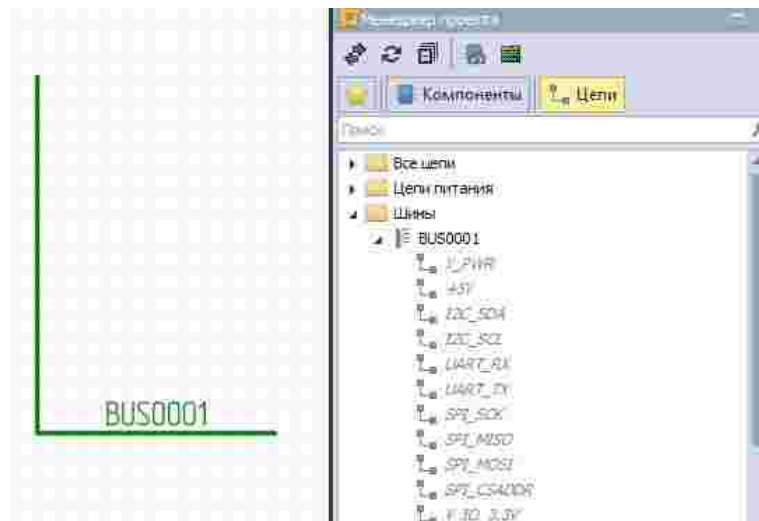 Менеджер проекта
Компоненты
Цепи
Поиск
Все цепи
Цепи питания
Шины
BUS0001
V_PWR
+5V
I2C_SDA
I2C_SCL
UART_RX
UART_TX
SPI_SCK
SPI_MISO
SPI_MOSI
SPI_CSADDR
BUS0001